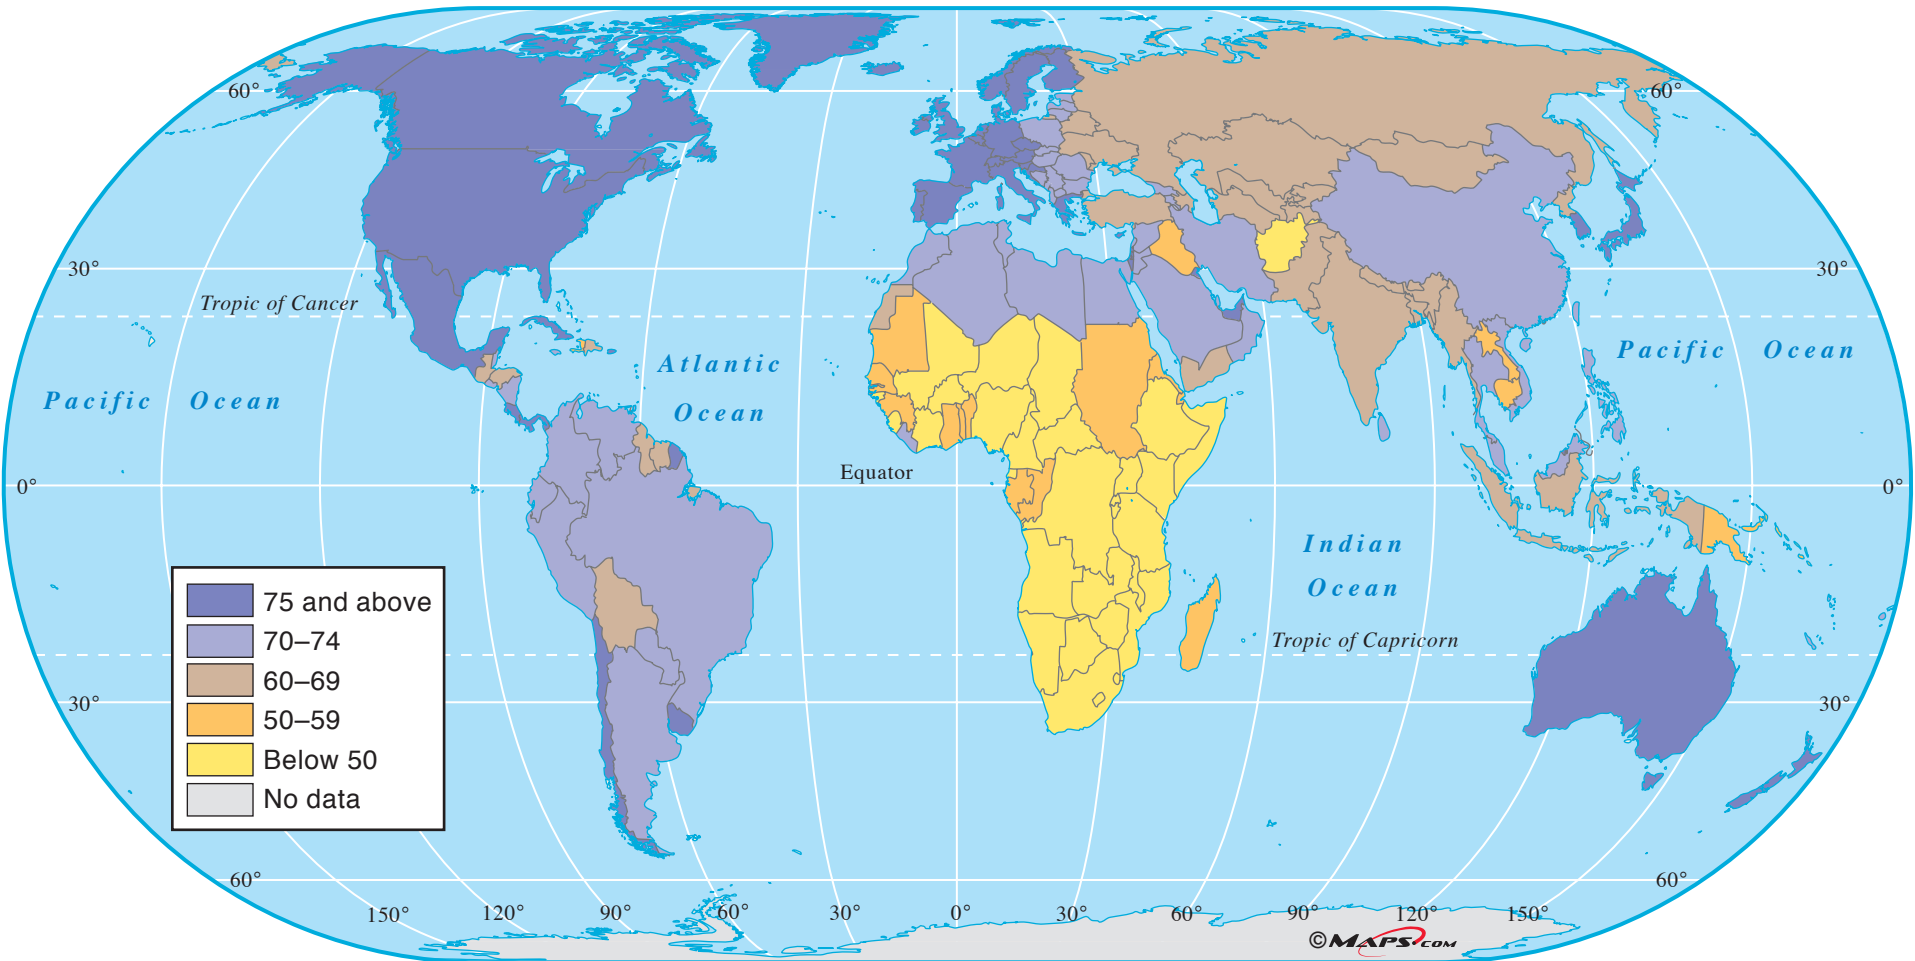 60°
60°
30°
30°
Tropic of Cancer
Atlantic
Ocean
Pacific Ocean
Pacific Ocean
Equator
0°
0°
Indian
Ocean
Tropic of Capricorn
30°
30°
75 and above
70–74
60–69
50–59
Below 50
No data
60°
60°
150° 120° 90° 60° 30° 0° 30° 60° 90° 120° 150°
©MAPS.COM